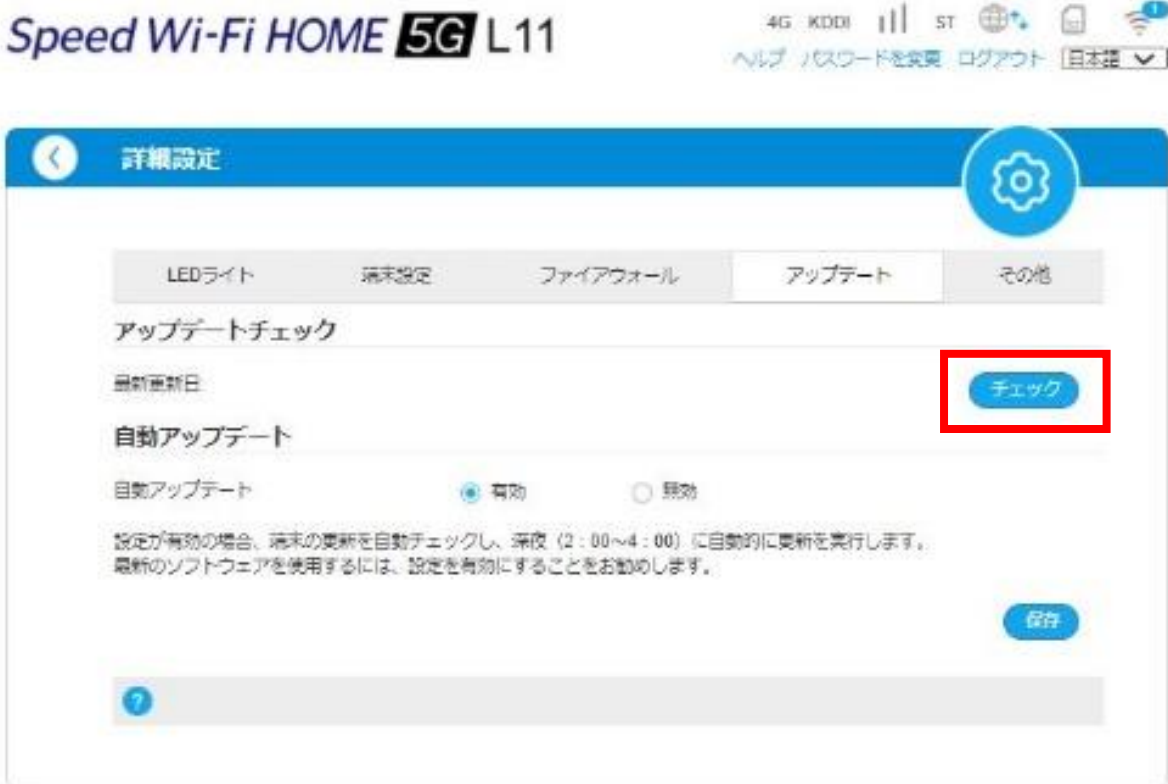 Speed Wi-Fi HOME 5G L11
4G KDDI ST 1
ヘルプ パスワードを変更 ログアウト 日本語
詳細設定
LEDライト 端末設定 ファイアウォール アップデート その他
アップデートチェック
最新更新日
チェック
自動アップデート
自動アップデート 有効 無効
設定が有効の場合、端末の更新を自動チェックし、深夜（2：00～4：00）に自動的に更新を実行します。
最新のソフトウェアを使用するには、設定を有効にすることをお勧めします。
保存
?